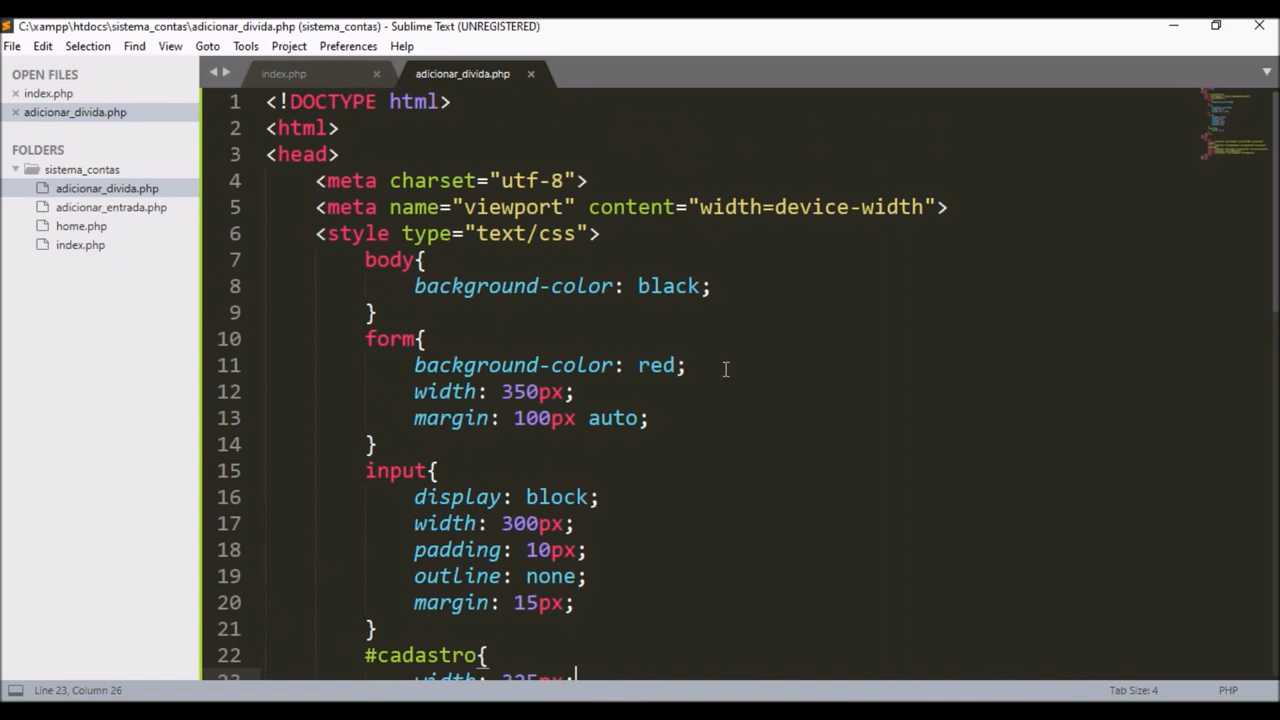 C:\xampp\htdocs\sistema_contas\adicionar_divida.php (sistema_contas) - Sublime Text (UNREGISTERED)
File Edit Selection Find View Goto Tools Project Preferences Help
OPEN FILES
index.php
adicionar_divida.php
FOLDERS
sistema_contas
adicionar_divida.php
adicionar_entrada.php
home.php
index.php
index.php adicionar_divida.php
1 <!DOCTYPE html>
2 <html>
3 <head>
4 <meta charset="utf-8">
5 <meta name="viewport" content="width=device-width">
6 <style type="text/css">
7 body{
8 background-color: black;
9 }
10 form{
11 background-color: red;
12 width: 350px;
13 margin: 100px auto;
14 }
15 input{
16 display: block;
17 width: 300px;
18 padding: 10px;
19 outline: none;
20 margin: 15px;
21 }
22 #cadastro{
23 width: 325px;
Line 23, Column 26
Tab Size: 4
PHP